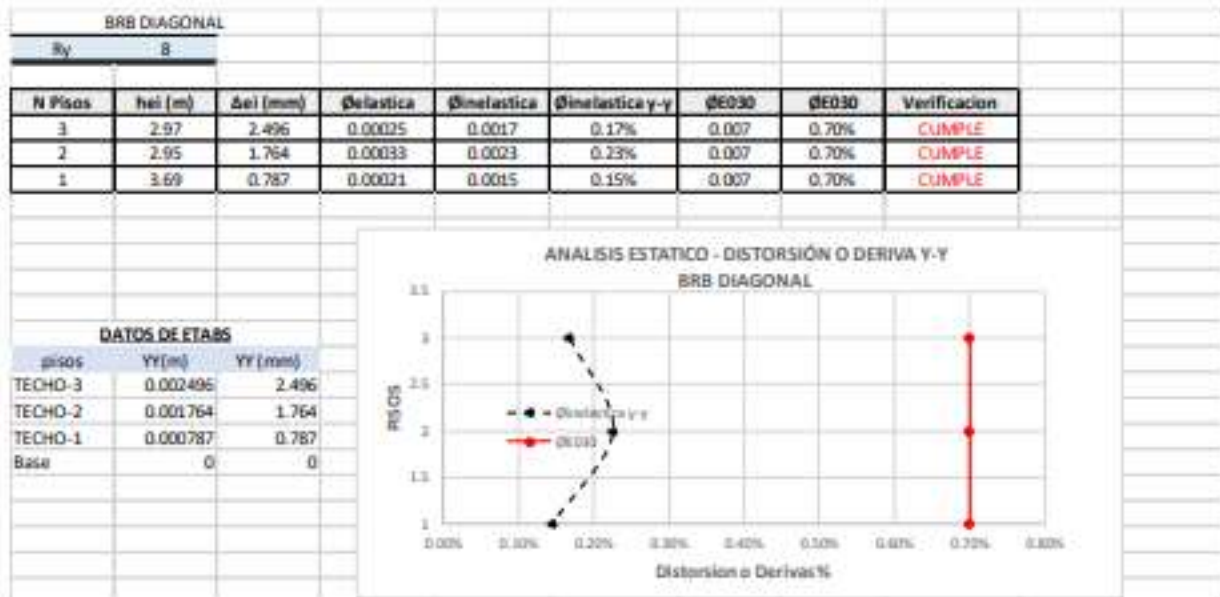 BRB DIAGONAL
Ry 8
N Pisos hei (m) Δei (mm) Øelastica Øinelastica Øinelastica y-y ØE030 ØE030 Verificacion
3 2.97 2.496 0.00025 0.0017 0.17% 0.007 0.70% CUMPLE
2 2.95 1.764 0.00033 0.0023 0.23% 0.007 0.70% CUMPLE
1 3.69 0.787 0.00021 0.0015 0.15% 0.007 0.70% CUMPLE
ANALISIS ESTATICO - DISTORSIÓN O DERIVA Y-Y
BRB DIAGONAL
3.5
3
2.5
2
1.5
1
PISOS
Øinelastica y-y
ØE030
0.00% 0.10% 0.20% 0.30% 0.40% 0.50% 0.60% 0.70% 0.80%
Distorsion o Derivas%
DATOS DE ETABS
pisos YY(m) YY (mm)
TECHO-3 0.002496 2.496
TECHO-2 0.001764 1.764
TECHO-1 0.000787 0.787
Base 0 0